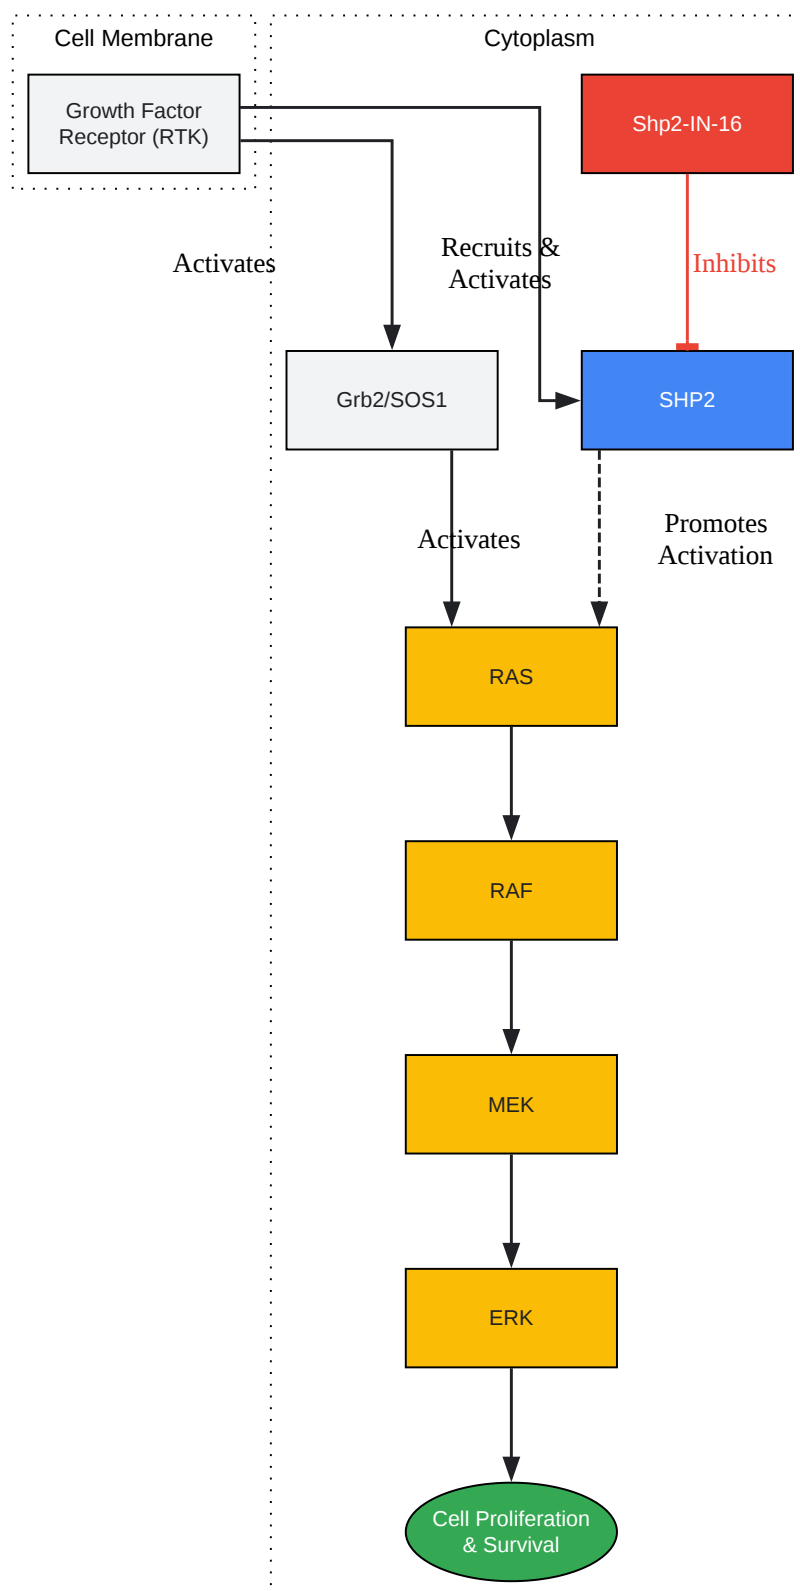 Cell Membrane
Cytoplasm
Growth Factor
Receptor (RTK)
Shp2-IN-16
Activates
Recruits &
Activates
Inhibits
Grb2/SOS1
SHP2
Activates
Promotes
Activation
RAS
RAF
MEK
ERK
Cell Proliferation
& Survival